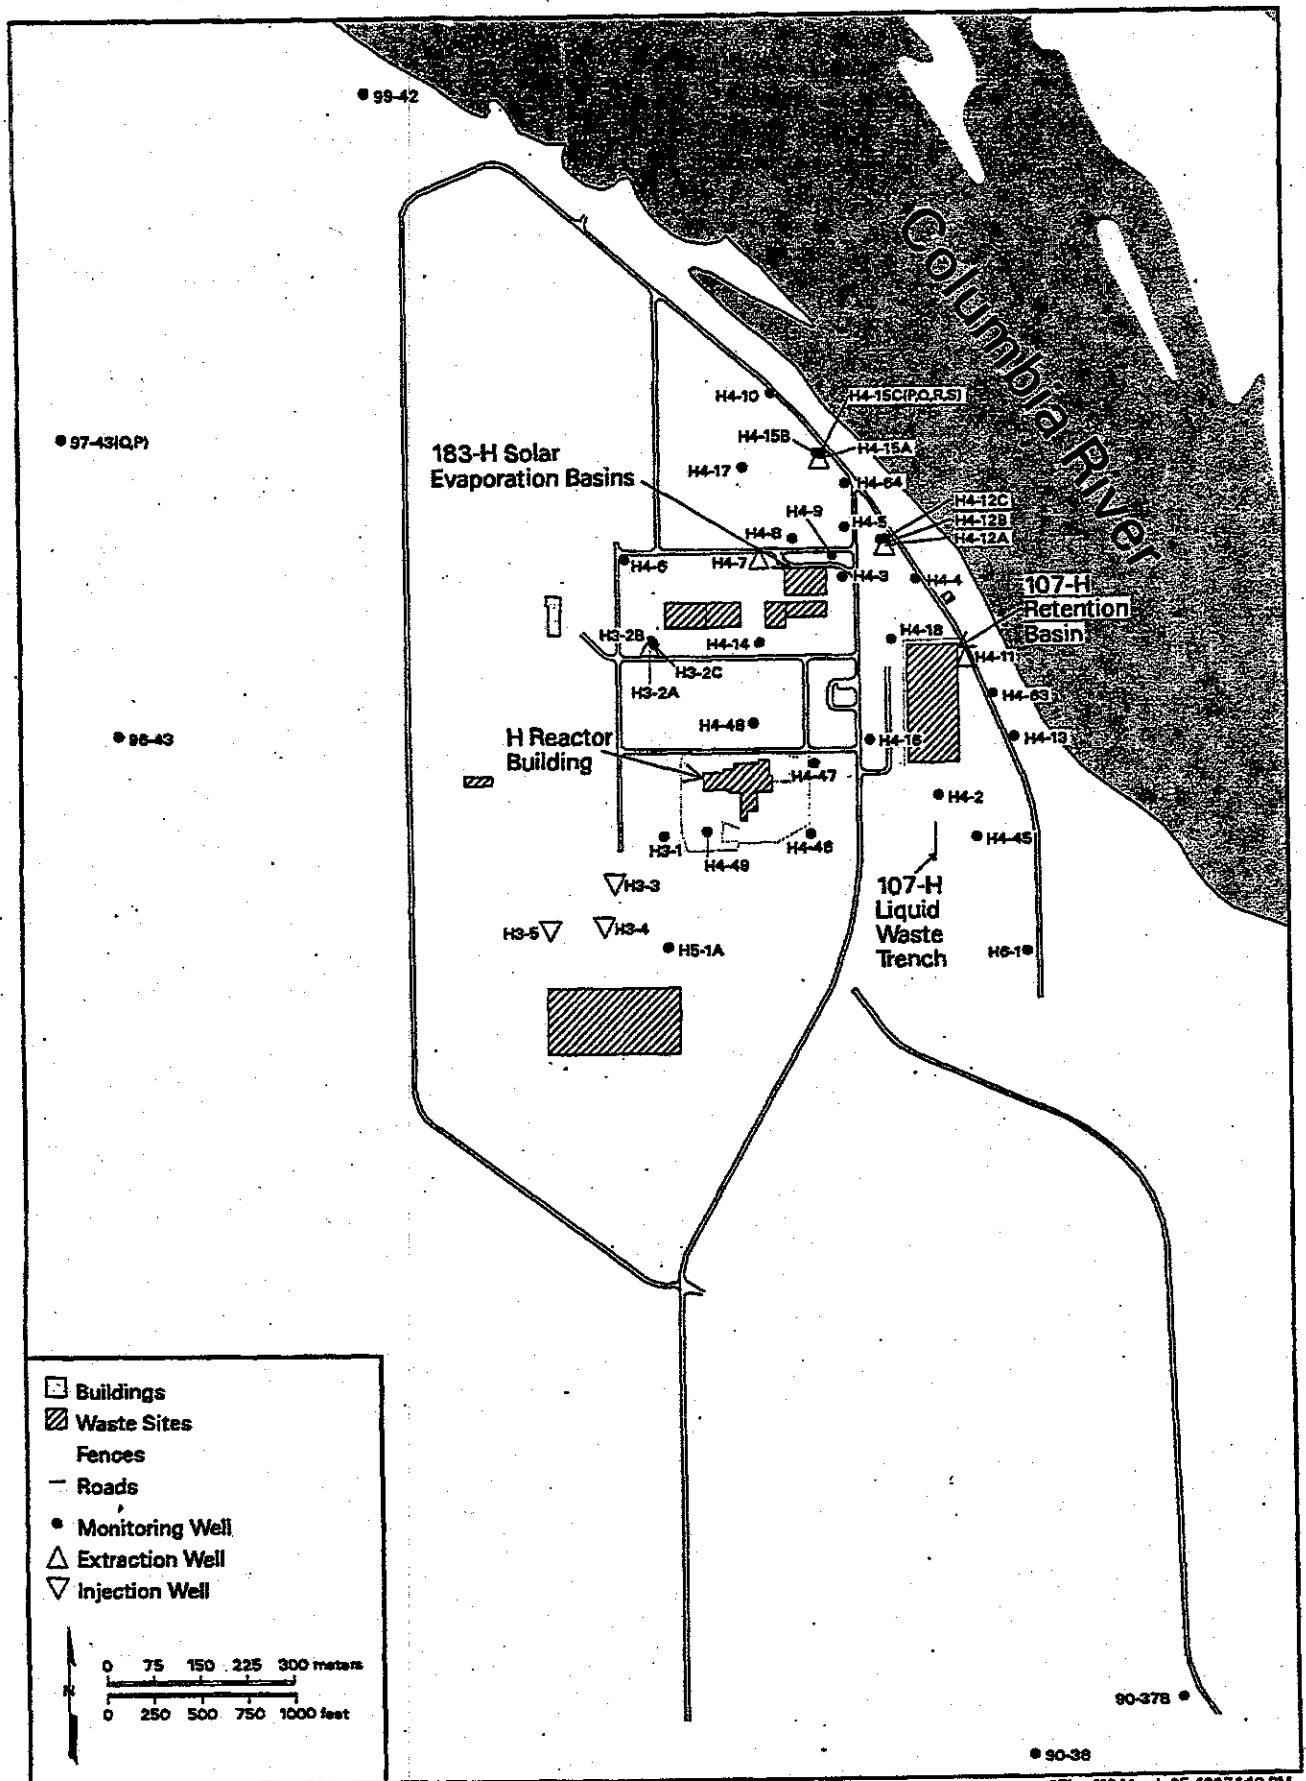 99-42
Columbia River
H4-10
H4-15C(P,Q,R,S)
97-43(Q,P)
H4-15B
H4-15A
183-H Solar
Evaporation Basins
H4-17
H4-64
H4-12C
H4-9
H4-5
H4-12B
H4-8
H4-12A
H4-6
H4-7
H4-3
H4-4
107-H
Retention
Basin
H3-2B
H4-14
H4-18
H4-11
H3-2C
H3-2A
H4-63
H4-48
H4-16
H4-13
96-43
H Reactor
Building
H4-47
H4-2
H3-1
H4-49
H4-46
H4-45
H3-3
107-H
Liquid
Waste
Trench
H3-5
H3-4
H5-1A
H6-1
Buildings
Waste Sites
Fences
Roads
Monitoring Well
Extraction Well
Injection Well
N
0 75 150 225 300 meters
0 250 500 750 1000 feet
90-37B
90-38